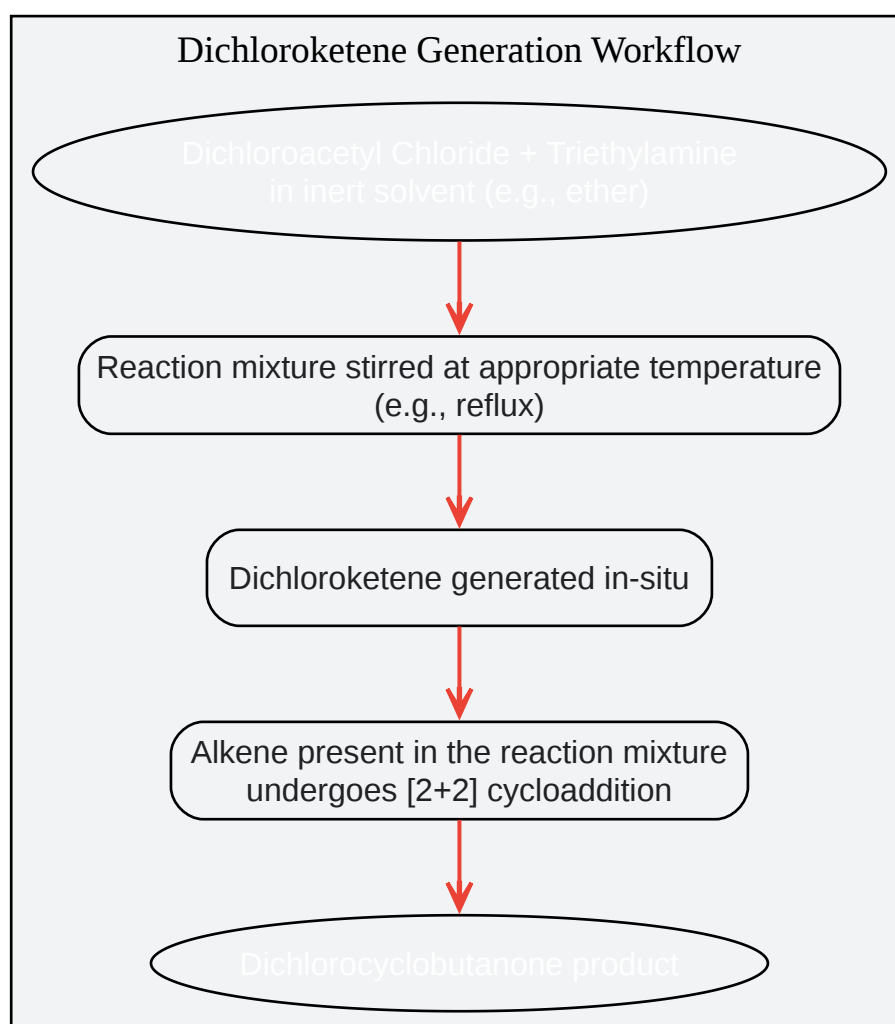 Dichloroketene Generation Workflow
Dichloroacetyl Chloride + Triethylamine
in inert solvent (e.g., ether)
Reaction mixture stirred at appropriate temperature
(e.g., reflux)
Dichloroketene generated in-situ
Alkene present in the reaction mixture
undergoes [2+2] cycloaddition
Dichlorocyclobutanone product